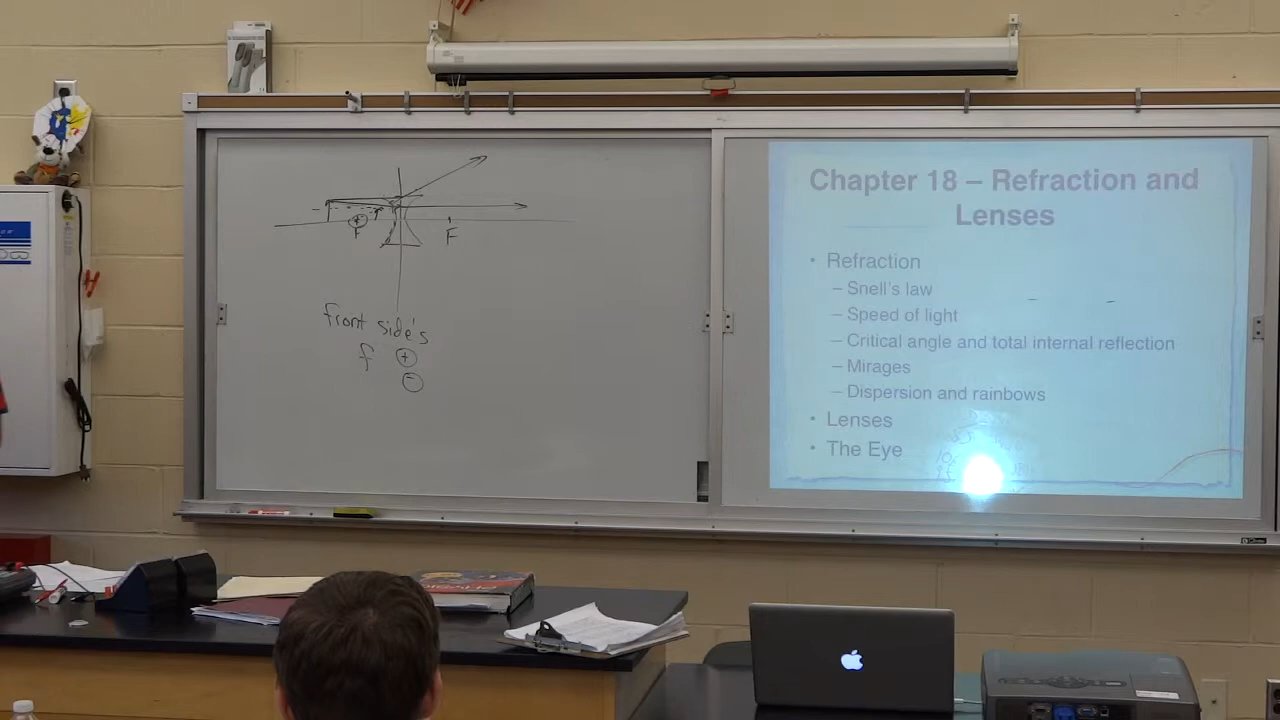 F
F
front side's
f +
−
Chapter 18 – Refraction and
Lenses
• Refraction
– Snell's law
– Speed of light
– Critical angle and total internal reflection
– Mirages
– Dispersion and rainbows
• Lenses
• The Eye